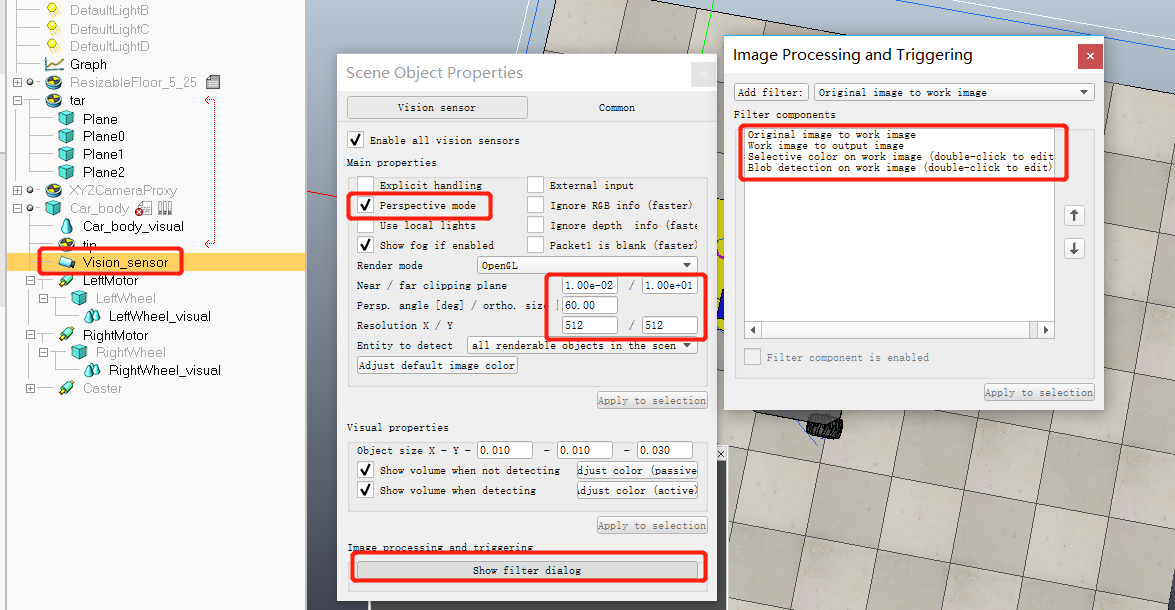 DefaultLightB
DefaultLightC
DefaultLightD
Graph
ResizableFloor_5_25
tar
Plane
Plane0
Plane1
Plane2
XYZCameraProxy
Car_body
Car_body_visual
tip
Vision_sensor
LeftMotor
LeftWheel
LeftWheel_visual
RightMotor
RightWheel
RightWheel_visual
Caster
Scene Object Properties
Vision sensor Common
Enable all vision sensors
Main properties
Explicit handling External input
Perspective mode Ignore RGB info (faster)
Use local lights Ignore depth info (faste
Show fog if enabled Packet1 is blank (faster)
Render mode OpenGL
Near / far clipping plane 1.00e-02 / 1.00e+01
Persp. angle [deg] / ortho. size [ 60.00
Resolution X / Y 512 / 512
Entity to detect all renderable objects in the scen
Adjust default image color
Apply to selection
Visual properties
Object size X - Y - 0.010 - 0.010 - 0.030
Show volume when not detecting djust color (passive
Show volume when detecting djust color (active)
Apply to selection
Image processing and triggering
Show filter dialog
Image Processing and Triggering
Add filter: Original image to work image
Filter components
Original image to work image
Work image to output image
Selective color on work image (double-click to edit
Blob detection on work image (double-click to edit)
Filter component is enabled
Apply to selection